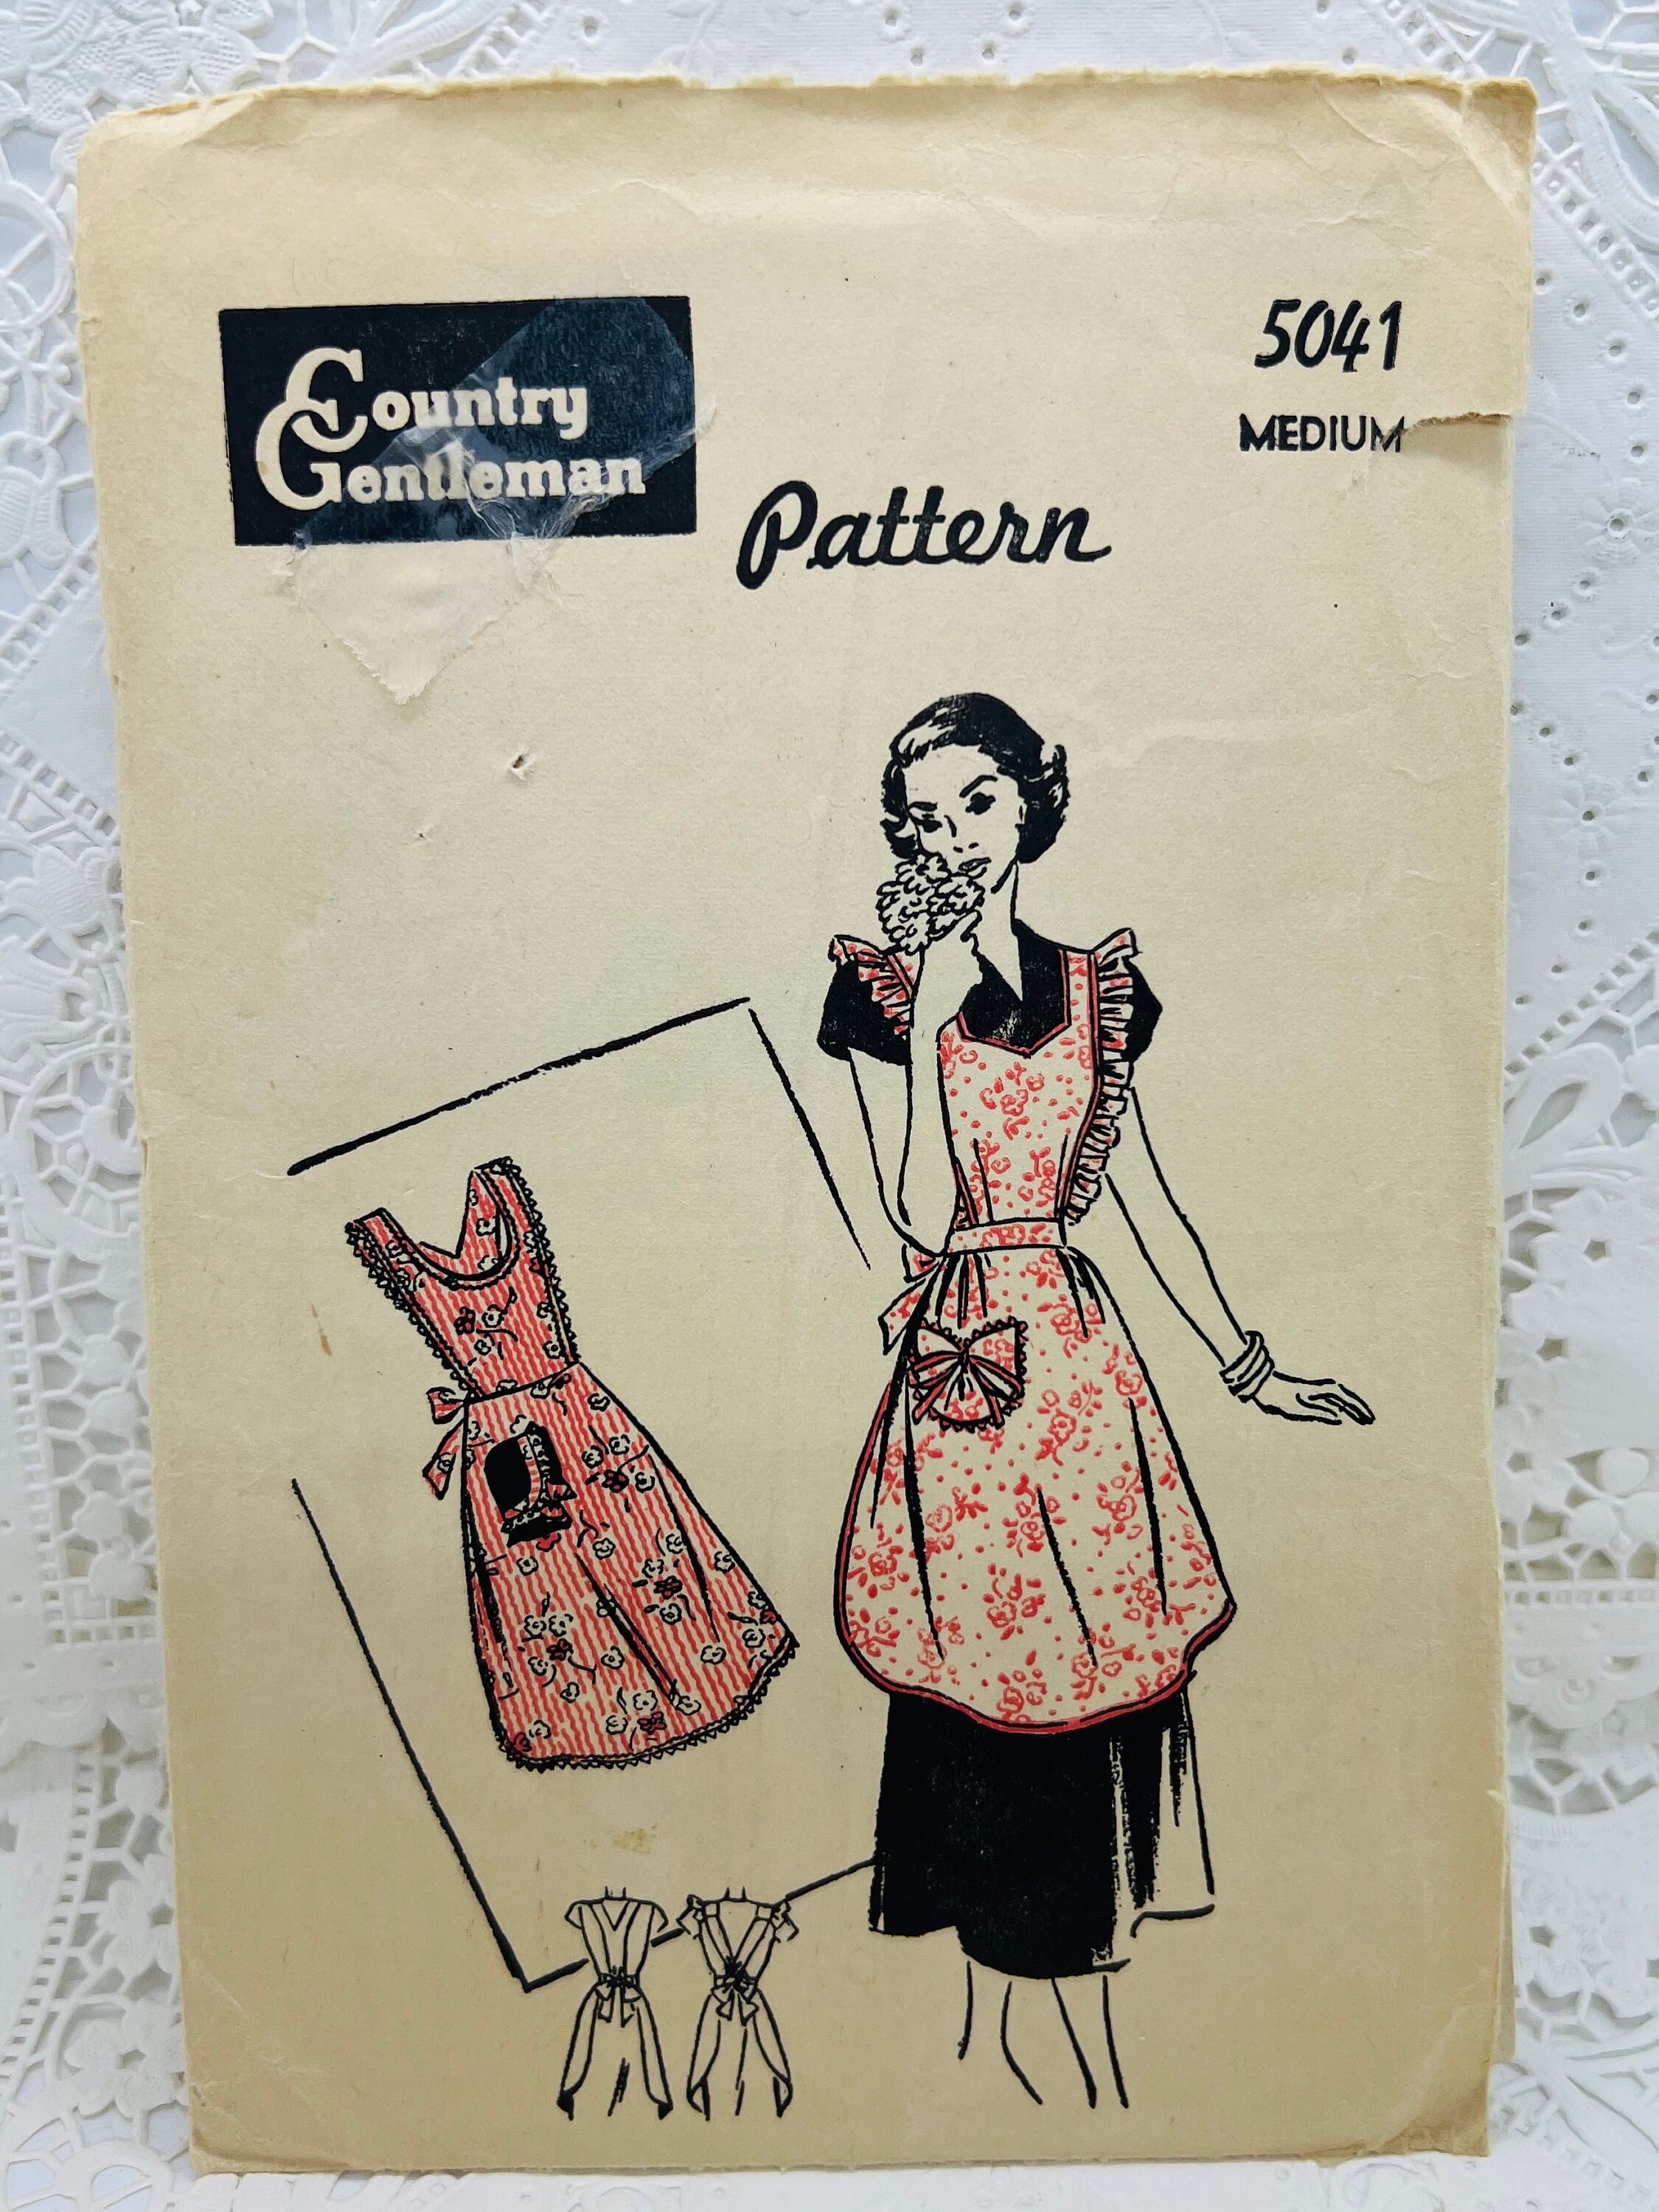 Country
Gentleman
Pattern
5041
MEDIUM